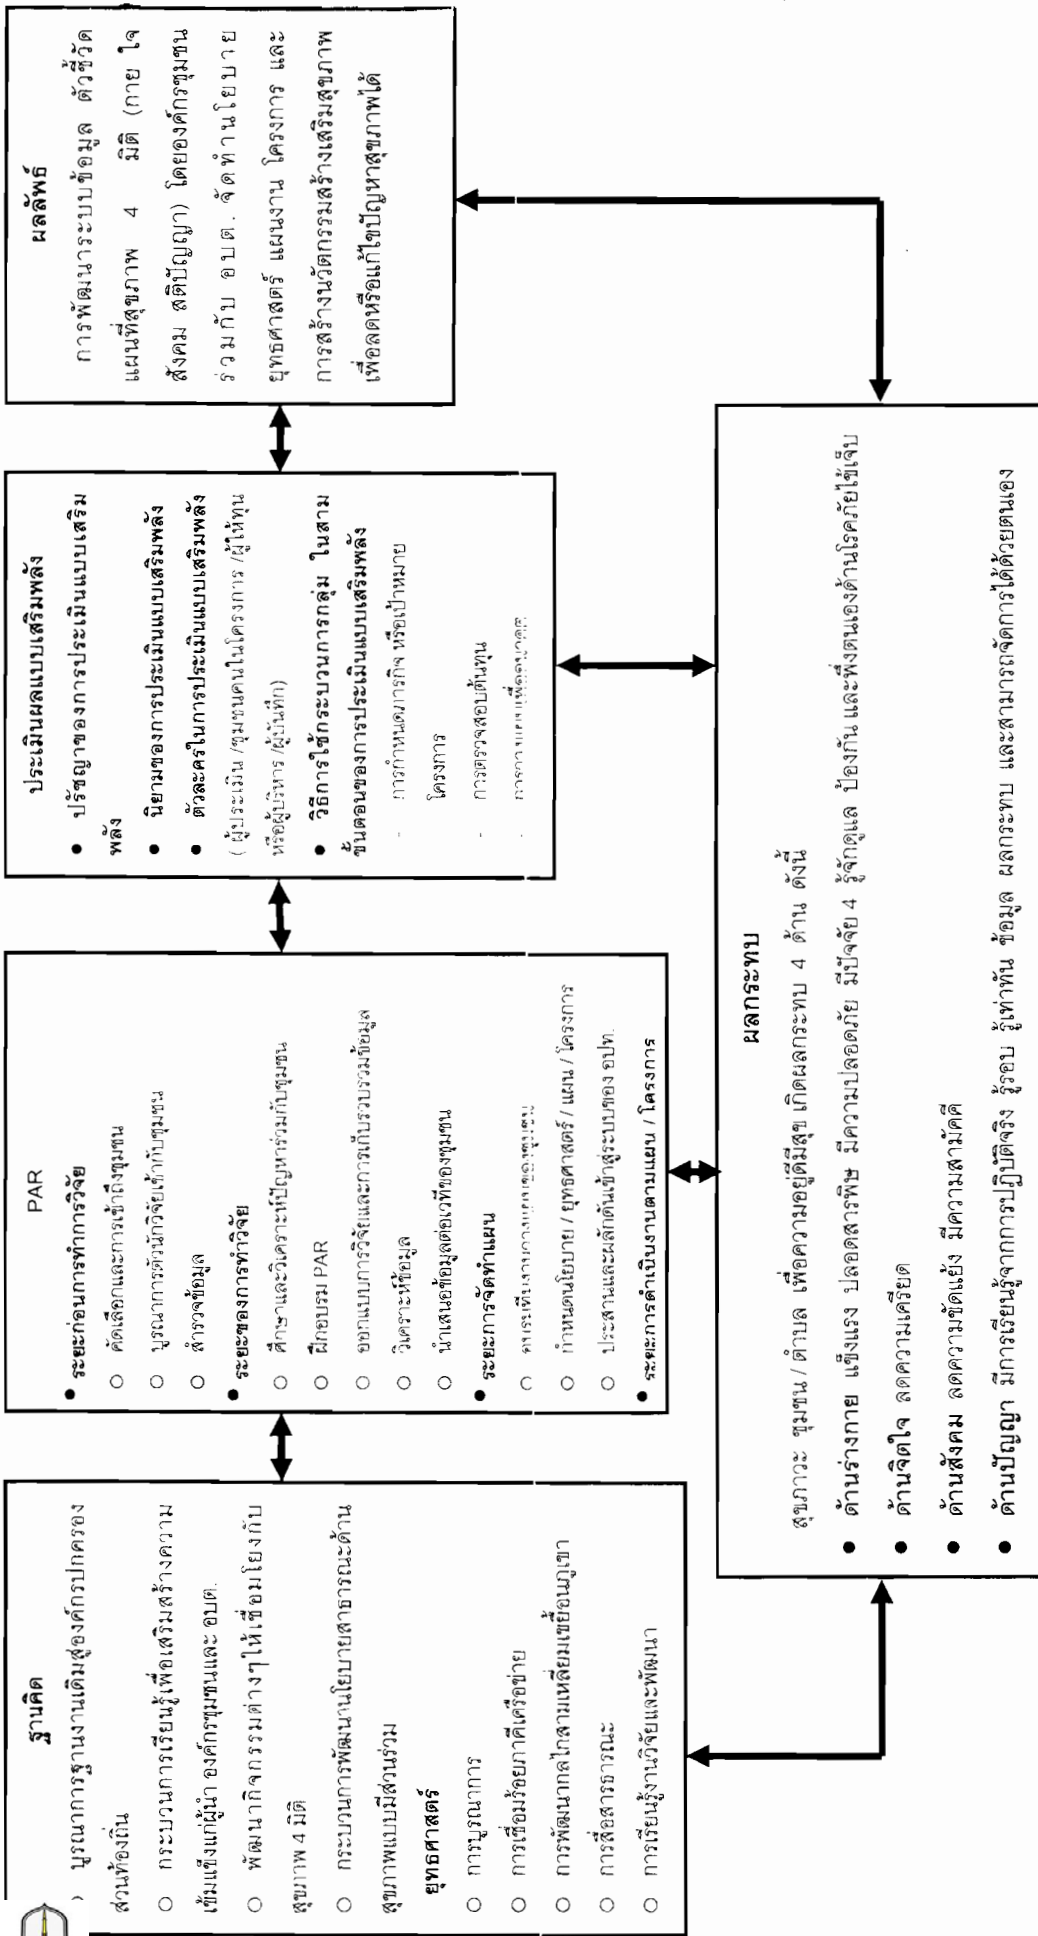 ฐานคิด
บูรณาการฐานงานเดิมสู่องค์กรปกครอง
ส่วนท้องถิ่น
○ กระบวนการเรียนรู้เพื่อเสริมสร้างความ
เข้มแข็งแก่ผู้นำ องค์กรชุมชนและ อบต.
○ พัฒนากิจกรรมต่างๆให้เชื่อมโยงกับ
สุขภาพ 4 มิติ
○ กระบวนการพัฒนานโยบายสาธารณะด้าน
สุขภาพแบบมีส่วนร่วม
ยุทธศาสตร์
○ การบูรณาการ
○ การเชื่อมร้อยภาคีเครือข่าย
○ การพัฒนากลไกสามเหลี่ยมเขยื้อนภูเขา
○ การสื่อสารธารณะ
○ การเรียนรู้งานวิจัยและพัฒนา
PAR
● ระยะก่อนการทำการวิจัย
○ คัดเลือกและการเข้าถึงชุมชน
○ บูรณาการตัวนักวิจัยเข้ากับชุมชน
○ สำรวจข้อมูล
● ระยะของการทำวิจัย
○ ศึกษาและวิเคราะห์ปัญหาร่วมกับชุมชน
○ ฝึกอบรม PAR
○ ออกแบบการวิจัยและการเก็บรวบรวมข้อมูล
○ วิเคราะห์ข้อมูล
○ นำเสนอข้อมูลต่อเวทีของชุมชน
● ระยะการจัดทำแผน
○ ของชุมชน
○ กำหนดนโยบาย / ยุทธศาสตร์ / แผน / โครงการ
○ ประสานและผลักดันเข้าสู่ระบบของ อปท.
● ระยะการดำเนินงานตามแผน / โครงการ
ประเมินผลแบบเสริมพลัง
● ปรัชญาของการประเมินแบบเสริม
พลัง
● นิยามของการประเมินแบบเสริมพลัง
● ตัวละครในการประเมินแบบเสริมพลัง
( ผู้ประเมิน /ชุมชนคนในโครงการ /ผู้ให้ทุน
หรือผู้บริหาร /ผู้บันทึก)
● วิธีการใช้กระบวนการกลุ่ม ในสาม
ขั้นตอนของการประเมินแบบเสริมพลัง
- การกำหนดภารกิจ หรือเป้าหมาย
โครงการ
- การตรวจสอบต้นทุน
ผลลัพธ์
การพัฒนาระบบข้อมูล ตัวชี้วัด
แผนที่สุขภาพ 4 มิติ (กาย ใจ
สังคม สติปัญญา) โดยองค์กรชุมชน
ร่วมกับ อบต. จัดทำนโยบาย
ยุทธศาสตร์ แผนงาน โครงการ และ
การสร้างนวัตกรรมสร้างเสริมสุขภาพ
เพื่อลดหรือแก้ไขปัญหาสุขภาพได้
ผลกระทบ
สุขภาวะ ชุมชน / ตำบล เพื่อความอยู่ดีมีสุข เกิดผลกระทบ 4 ด้าน ดังนี้
● ด้านร่างกาย แข็งแรง ปลอดสารพิษ มีความปลอดภัย มีปัจจัย 4 รู้จักดูแล ป้องกัน และพึ่งตนเองด้านโรคภัยไข้เจ็บ
● ด้านจิตใจ ลดความเครียด
● ด้านสังคม ลดความขัดแย้ง มีความสามัคคี
● ด้านปัญญา มีการเรียนรู้จากการปฏิบัติจริง รู้รอบ รู้เท่าทัน ข้อมูล ผลกระทบ และสามารถจัดการได้ด้วยตนเอง